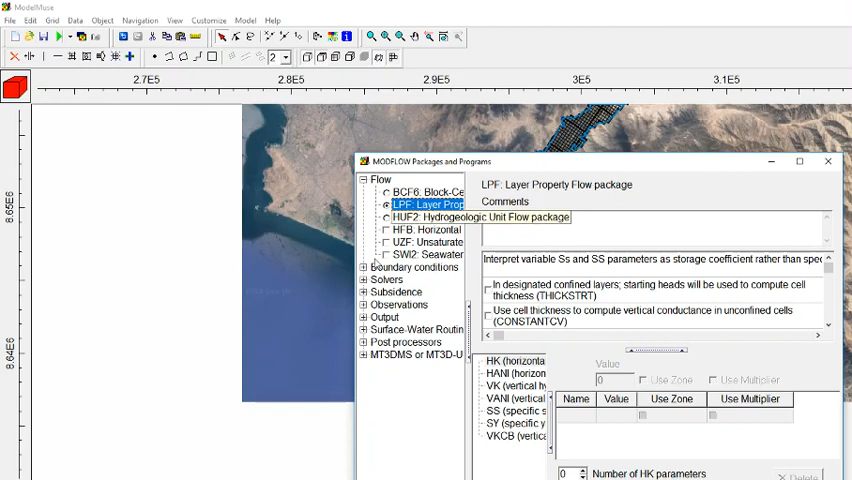 ModelMuse
File Edit Grid Data Object Navigation View Customize Model Help
2
2.7E5 2.8E5 2.9E5 3E5 3.1E5
8.65E6
8.64E6
MODFLOW Packages and Programs
Flow
BCF6: Block-Ce
LPF: Layer Prop
HUF2: Hydrogeologic Unit Flow package
HFB: Horizontal
UZF: Unsaturate
SWI2: Seawater
Boundary conditions
Solvers
Subsidence
Observations
Output
Surface-Water Routin
Post processors
MT3DMS or MT3D-U
LPF: Layer Property Flow package
Comments
Interpret variable Ss and SS parameters as storage coefficient rather than spec
In designated confined layers; starting heads will be used to compute cell
thickness (THICKSTRT)
Use cell thickness to compute vertical conductance in unconfined cells
(CONSTANTCV)
HK (horizonta
HANI (horizon
VK (vertical hy
VANI (vertical
SS (specific s
SY (specific y
VKCB (vertica
Value
0 Use Zone Use Multiplier
Name Value Use Zone Use Multiplier
0 Number of HK parameters
Delete